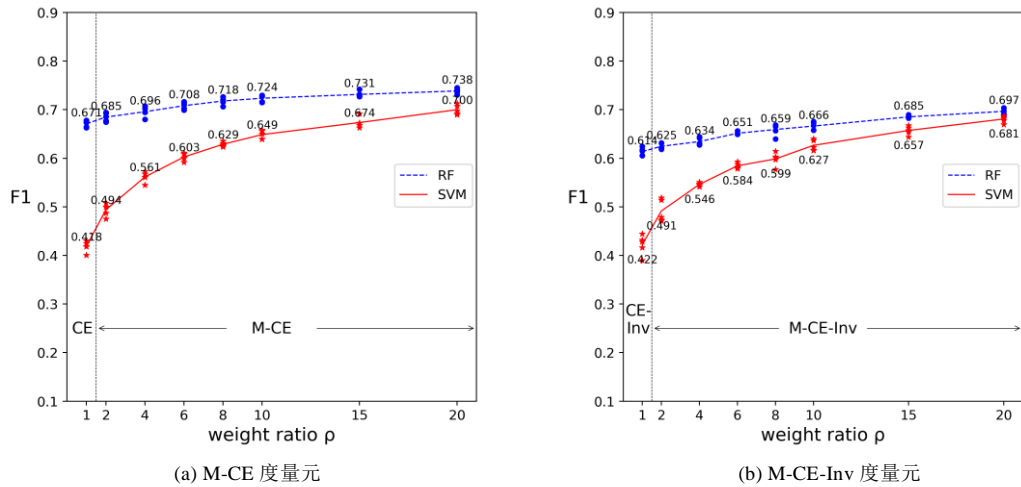 0.9
0.8
0.7
0.6
0.5
0.4
0.3
0.2
0.1
F1
0.671
0.685
0.696
0.708
0.718
0.724
0.731
0.738
0.418
0.494
0.561
0.603
0.629
0.649
0.674
0.700
RF
SVM
CE
M-CE
1 2 4 6 8 10 15 20
weight ratio ρ
(a) M-CE 度量元
0.9
0.8
0.7
0.6
0.5
0.4
0.3
0.2
0.1
F1
0.614
0.625
0.634
0.651
0.659
0.666
0.685
0.697
0.422
0.491
0.546
0.584
0.599
0.627
0.657
0.681
RF
SVM
CE-
Inv
M-CE-Inv
1 2 4 6 8 10 15 20
weight ratio ρ
(b) M-CE-Inv 度量元